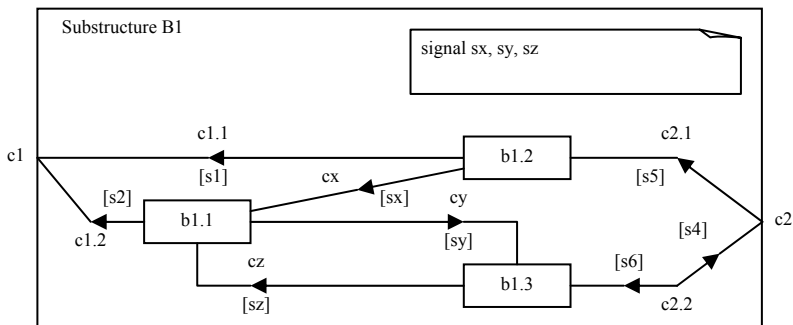 Substructure B1
signal sx, sy, sz
c1.1
c2.1
b1.2
c1
[s1]
cx
[s5]
[s2]
[sx]
cy
b1.1
c2
c1.2
[sy]
[s4]
cz
[s6]
b1.3
[sz]
c2.2